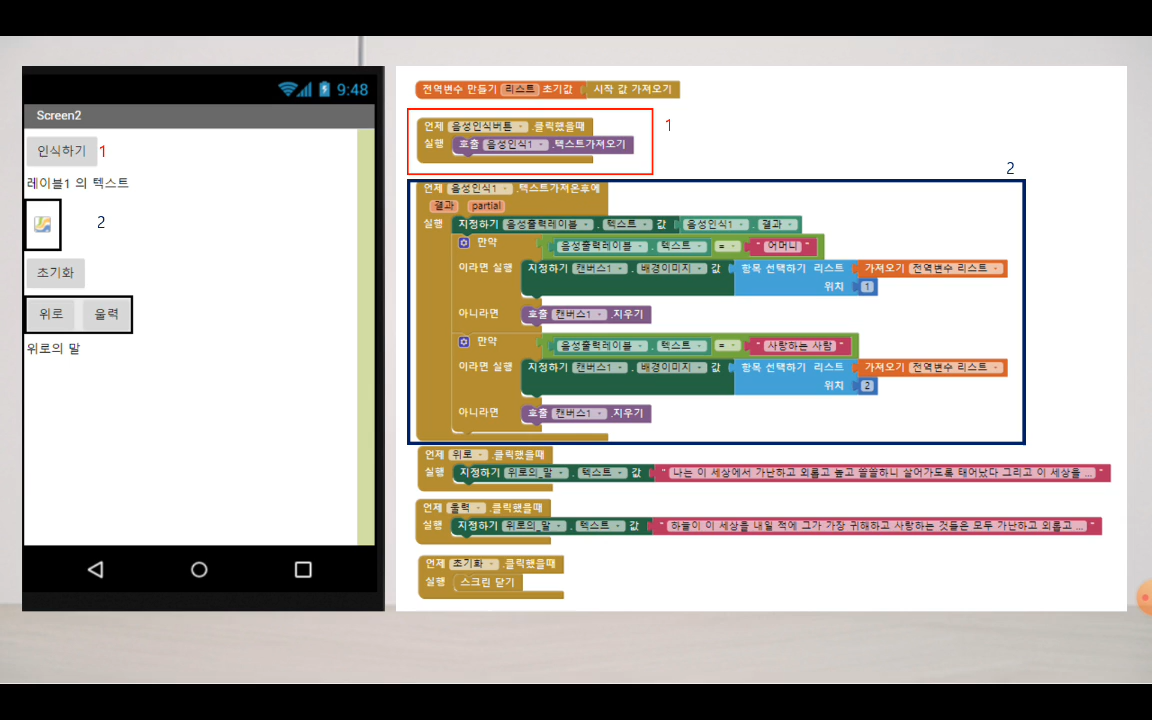 9:48
Screen2
인식하기 1
레이블1 의 텍스트
2
초기화
위로 울력
위로의 말
전역변수 만들기 리스트 초기값 시작 값 가져오기
언제 음성인식버튼 .클릭했을때
1
실행 호출 음성인식1 .텍스트가져오기
2
언제 음성인식1 .텍스트가져온후에
결과 partial
실행 지정하기 음성출력레이블 . 텍스트 값 음성인식1 . 결과
만약 음성출력레이블 . 텍스트 = " 어머니 "
이라면 실행 지정하기 캔버스1 . 배경이미지 값 항목 선택하기 리스트 가져오기 전역변수 리스트
위치 1
아니라면 호출 캔버스1 .지우기
만약 음성출력레이블 . 텍스트 = " 사랑하는 사람 "
이라면 실행 지정하기 캔버스1 . 배경이미지 값 항목 선택하기 리스트 가져오기 전역변수 리스트
위치 2
아니라면 호출 캔버스1 .지우기
언제 위로 .클릭했을때
실행 지정하기 위로의_말 . 텍스트 값 " 나는 이 세상에서 가난하고 외롭고 높고 쓸쓸하니 살어가도록 태어났다 그리고 이 세상을 ... "
언제 울력 .클릭했을때
실행 지정하기 위로의_말 . 텍스트 값 " 하늘이 이 세상을 내일 적에 그가 가장 귀해하고 사랑하는 것들은 모두 가난하고 외롭고 ... "
언제 초기화 .클릭했을때
실행 스크린 닫기